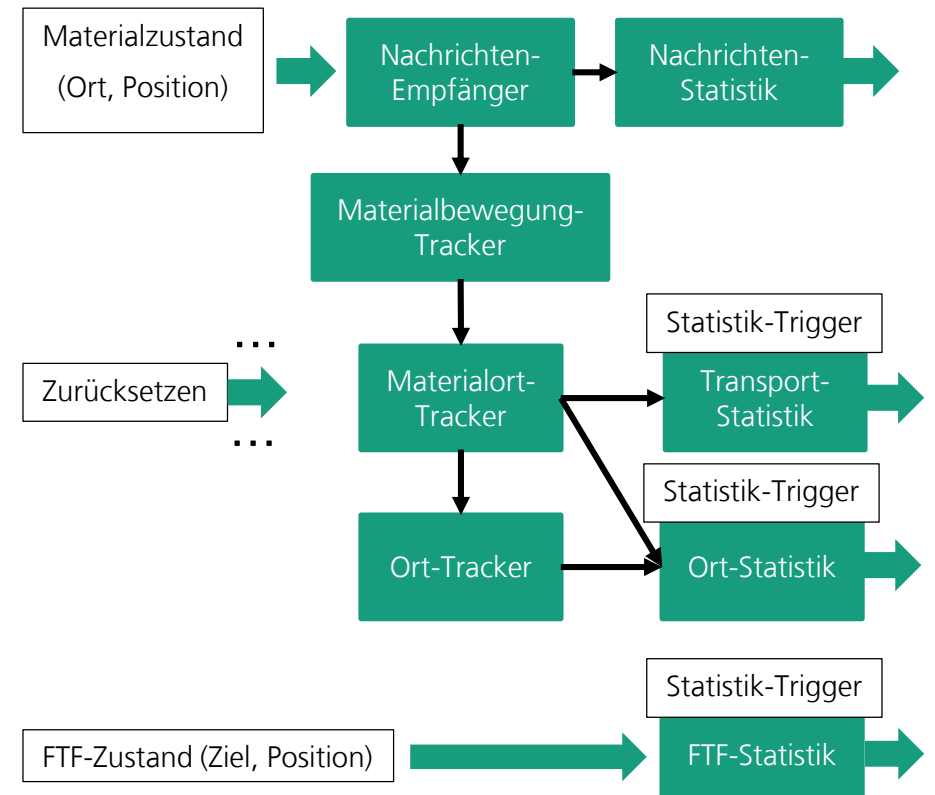 Materialzustand
(Ort, Position)
Nachrichten-
Empfänger
Nachrichten-
Statistik
Materialbewegung-
Tracker
Statistik-Trigger
...
Zurücksetzen
...
Materialort-
Tracker
Transport-
Statistik
Statistik-Trigger
Ort-Tracker
Ort-Statistik
Statistik-Trigger
FTF-Zustand (Ziel, Position)
FTF-Statistik